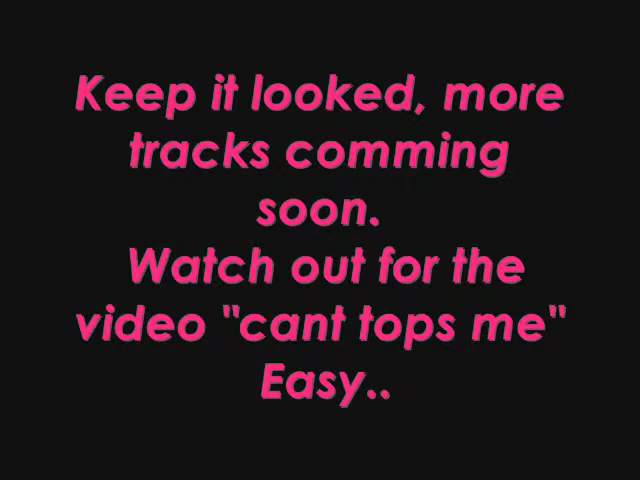 Keep it looked, more
tracks comming
soon.
Watch out for the
video "cant tops me"
Easy..